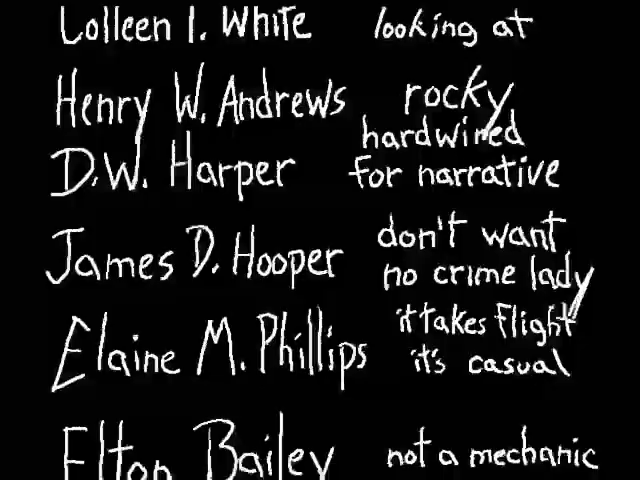 Lolleen I. White looking at
Henry W. Andrews rocky
hardwired
D.W. Harper for narrative
don't want
James D. Hooper no crime lady
it takes flight
Elaine M. Phillips it's casual
Elton Bailey not a mechanic